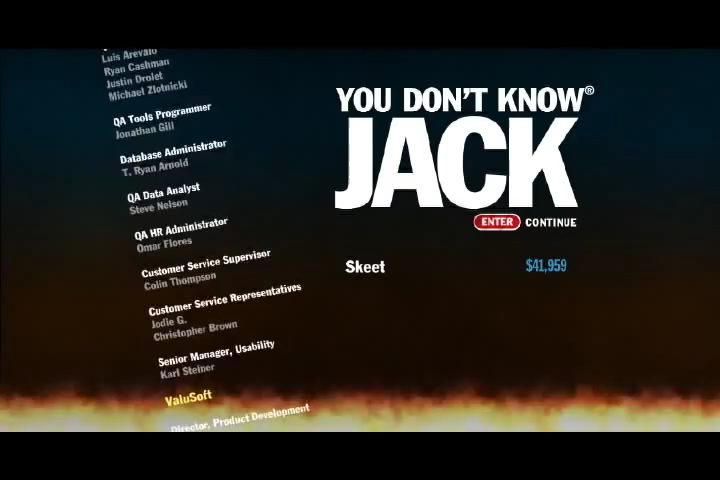 Luis Arevalo
Ryan Cashman
Justin Drolet
Michael Zlotnicki
QA Tools Programmer
Jonathan Gill
Database Administrator
T. Ryan Arnold
QA Data Analyst
Steve Nelson
QA HR Administrator
Omar Flores
Customer Service Supervisor
Colin Thompson
Customer Service Representatives
Jodie G.
Christopher Brown
Senior Manager, Usability
Karl Steiner
ValuSoft
Director, Product Development
YOU DON'T KNOW®
JACK
ENTER CONTINUE
Skeet $41,959